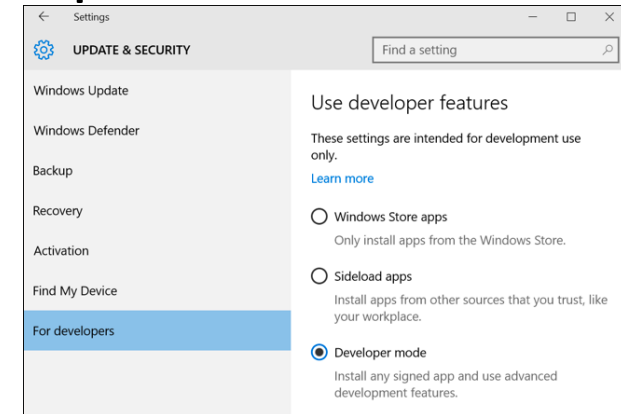 Settings
UPDATE & SECURITY
Find a setting
Windows Update
Windows Defender
Backup
Recovery
Activation
Find My Device
For developers
Use developer features
These settings are intended for development use
only.
Learn more
Windows Store apps
Only install apps from the Windows Store.
Sideload apps
Install apps from other sources that you trust, like
your workplace.
Developer mode
Install any signed app and use advanced
development features.